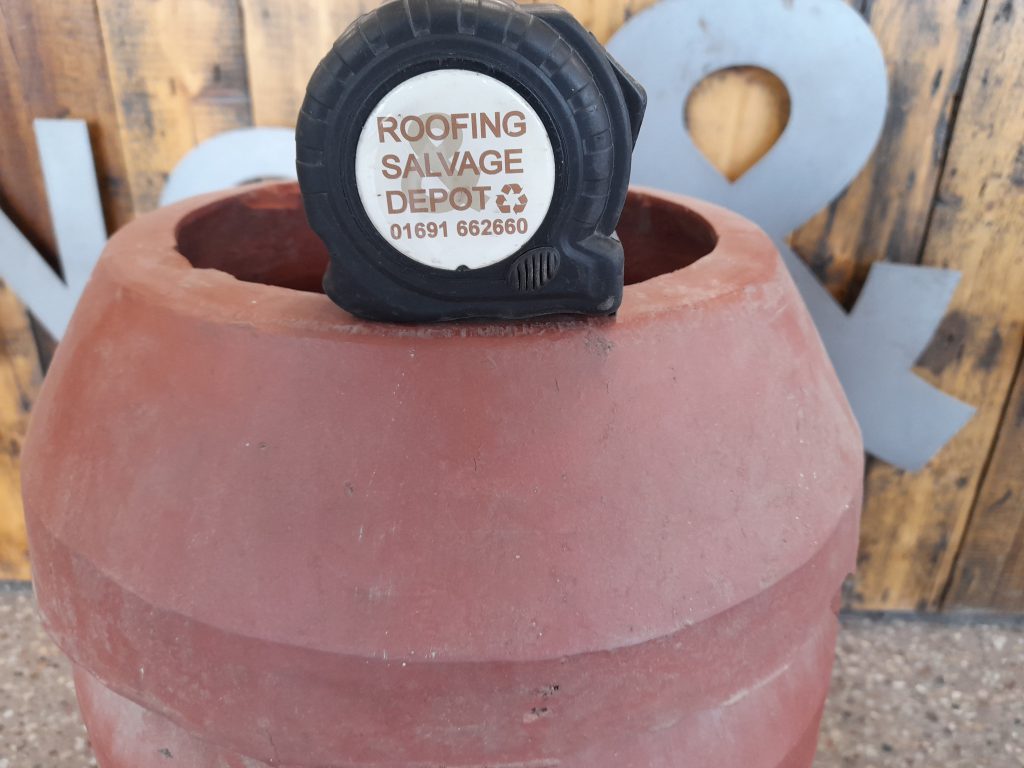 ROOFING
SALVAGE
DEPOT
01691 662660